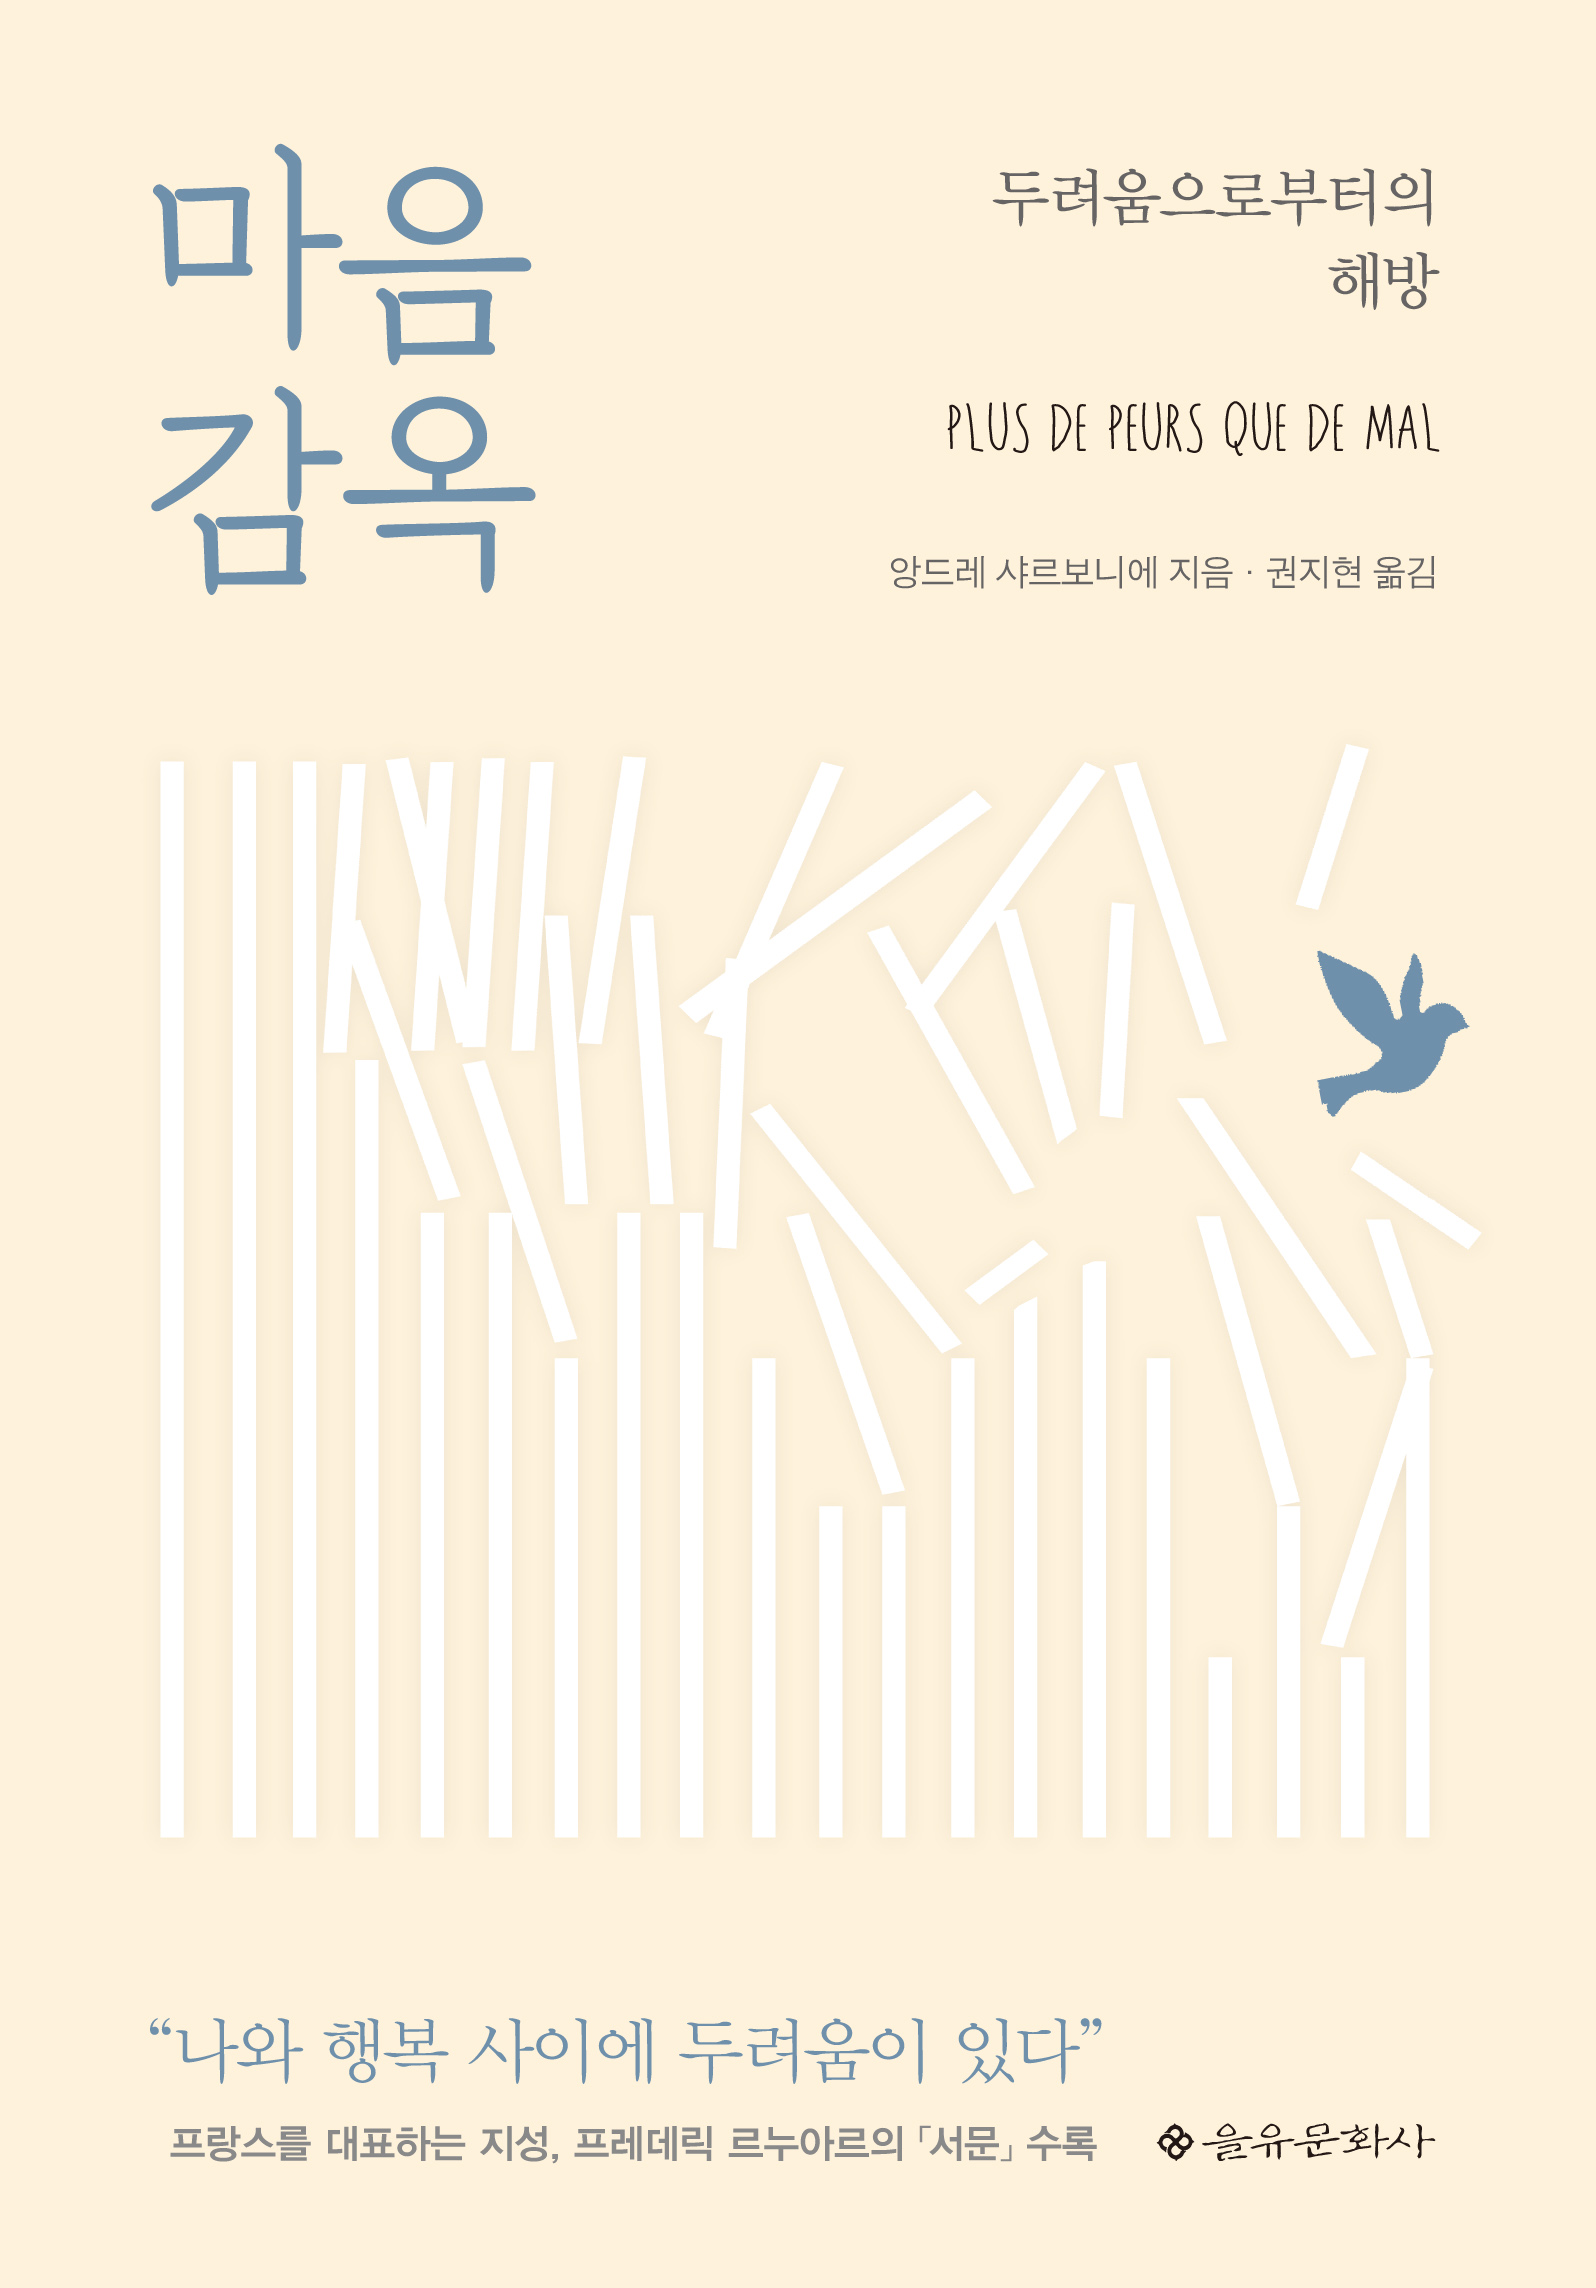 마음
감옥
두려움으로부터의
해방
PLUS DE PEURS QUE DE MAL
앙드레 샤르보니에 지음 · 권지현 옮김
“나와 행복 사이에 두려움이 있다”
프랑스를 대표하는 지성, 프레데릭 르누아르의 「서문」 수록
을유문화사